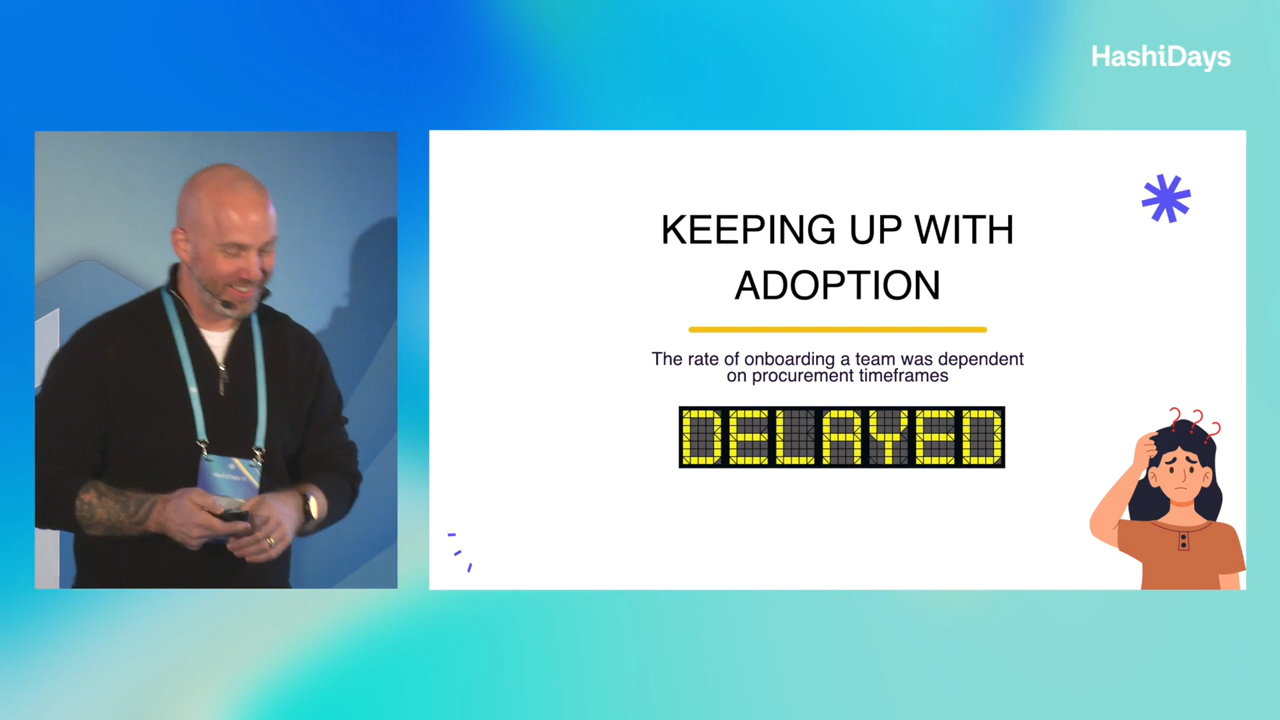 HashiDays
KEEPING UP WITH
ADOPTION
The rate of onboarding a team was dependent
on procurement timeframes
DELAYED
? ? ?